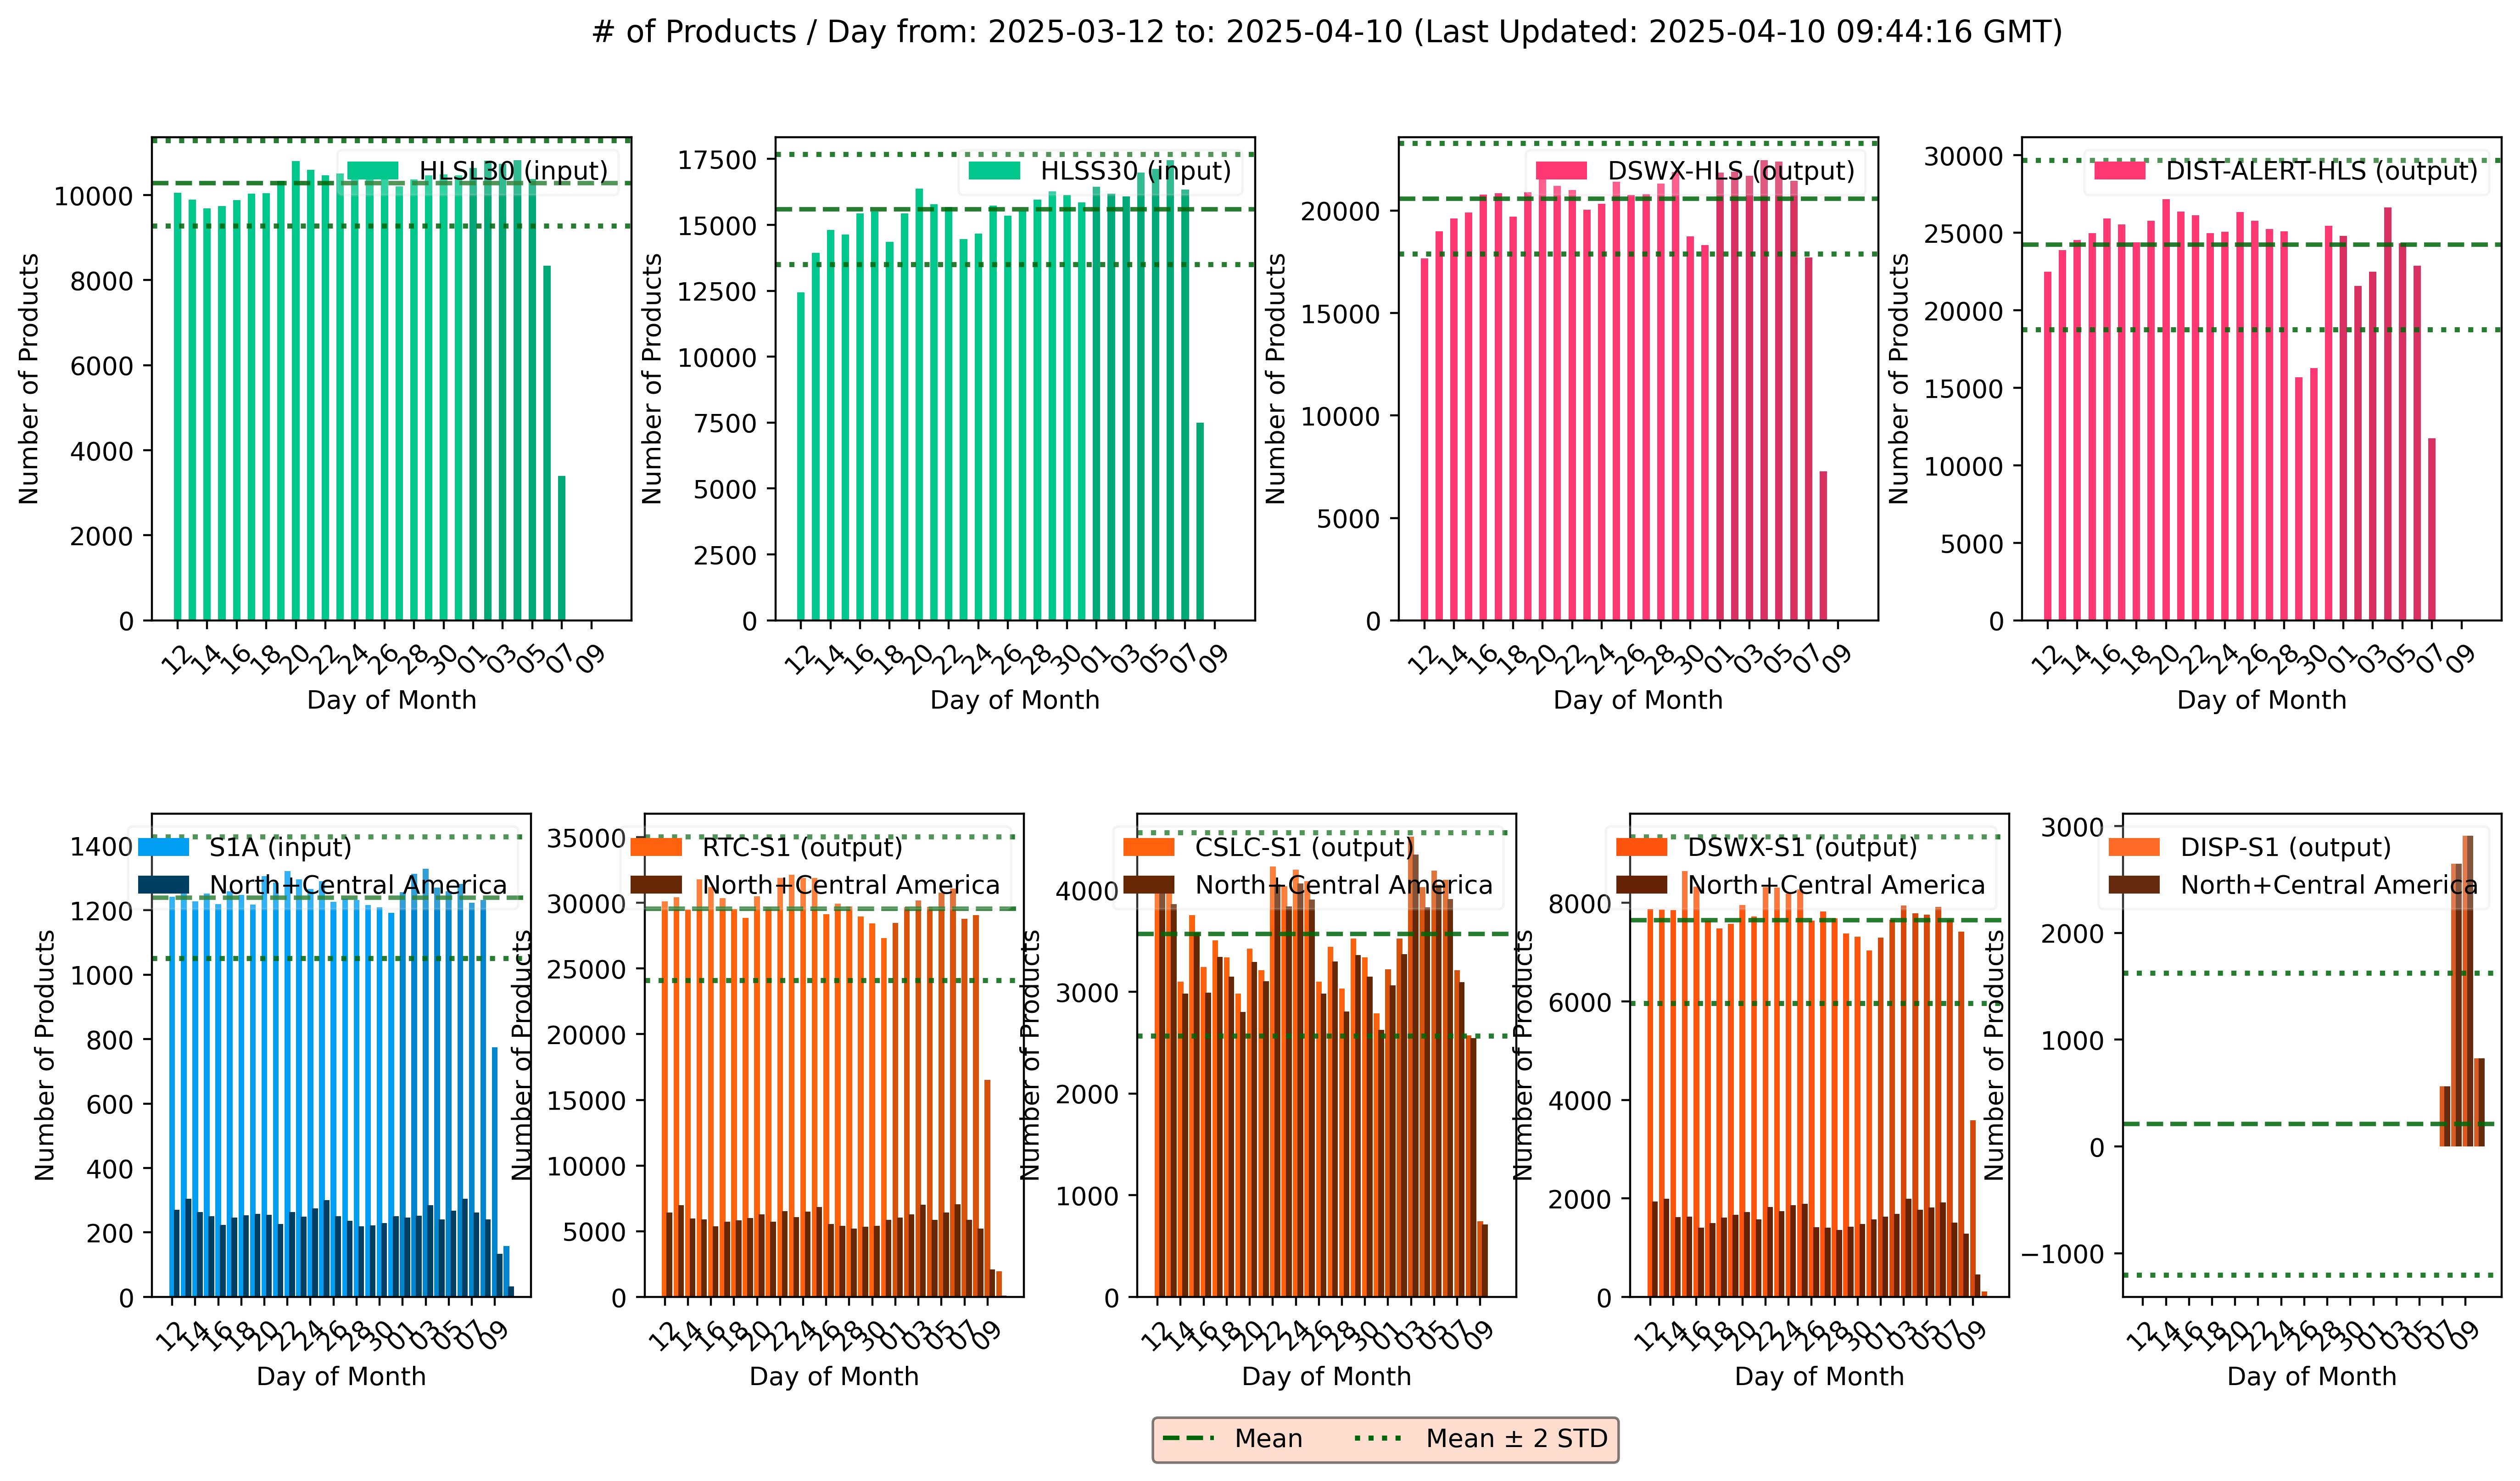 # of Products / Day from: 2025-03-12 to: 2025-04-10 (Last Updated: 2025-04-10 09:44:16 GMT)
Number of Products
10000
8000
6000
4000
2000
0
HLSL30 (input)
12 14 16 18 20 22 24 26 28 30 01 03 05 07 09
Day of Month
Number of Products
17500
15000
12500
10000
7500
5000
2500
0
HLSS30 (input)
12 14 16 18 20 22 24 26 28 30 01 03 05 07 09
Day of Month
Number of Products
20000
15000
10000
5000
0
DSWX-HLS (output)
12 14 16 18 20 22 24 26 28 30 01 03 05 07 09
Day of Month
Number of Products
30000
25000
20000
15000
10000
5000
0
DIST-ALERT-HLS (output)
12 14 16 18 20 22 24 26 28 30 01 03 05 07 09
Day of Month
Number of Products
1400
1200
1000
800
600
400
200
0
S1A (input)
North+Central America
12 14 16 18 20 22 24 26 28 30 01 03 05 07 09
Day of Month
Number of Products
35000
30000
25000
20000
15000
10000
5000
0
RTC-S1 (output)
North+Central America
12 14 16 18 20 22 24 26 28 30 01 03 05 07 09
Day of Month
Number of Products
4000
3000
2000
1000
0
CSLC-S1 (output)
North+Central America
12 14 16 18 20 22 24 26 28 30 01 03 05 07 09
Day of Month
Number of Products
8000
6000
4000
2000
0
DSWX-S1 (output)
North+Central America
12 14 16 18 20 22 24 26 28 30 01 03 05 07 09
Day of Month
Number of Products
3000
2000
1000
0
−1000
DISP-S1 (output)
North+Central America
12 14 16 18 20 22 24 26 28 30 01 03 05 07 09
Day of Month
Mean
Mean ± 2 STD